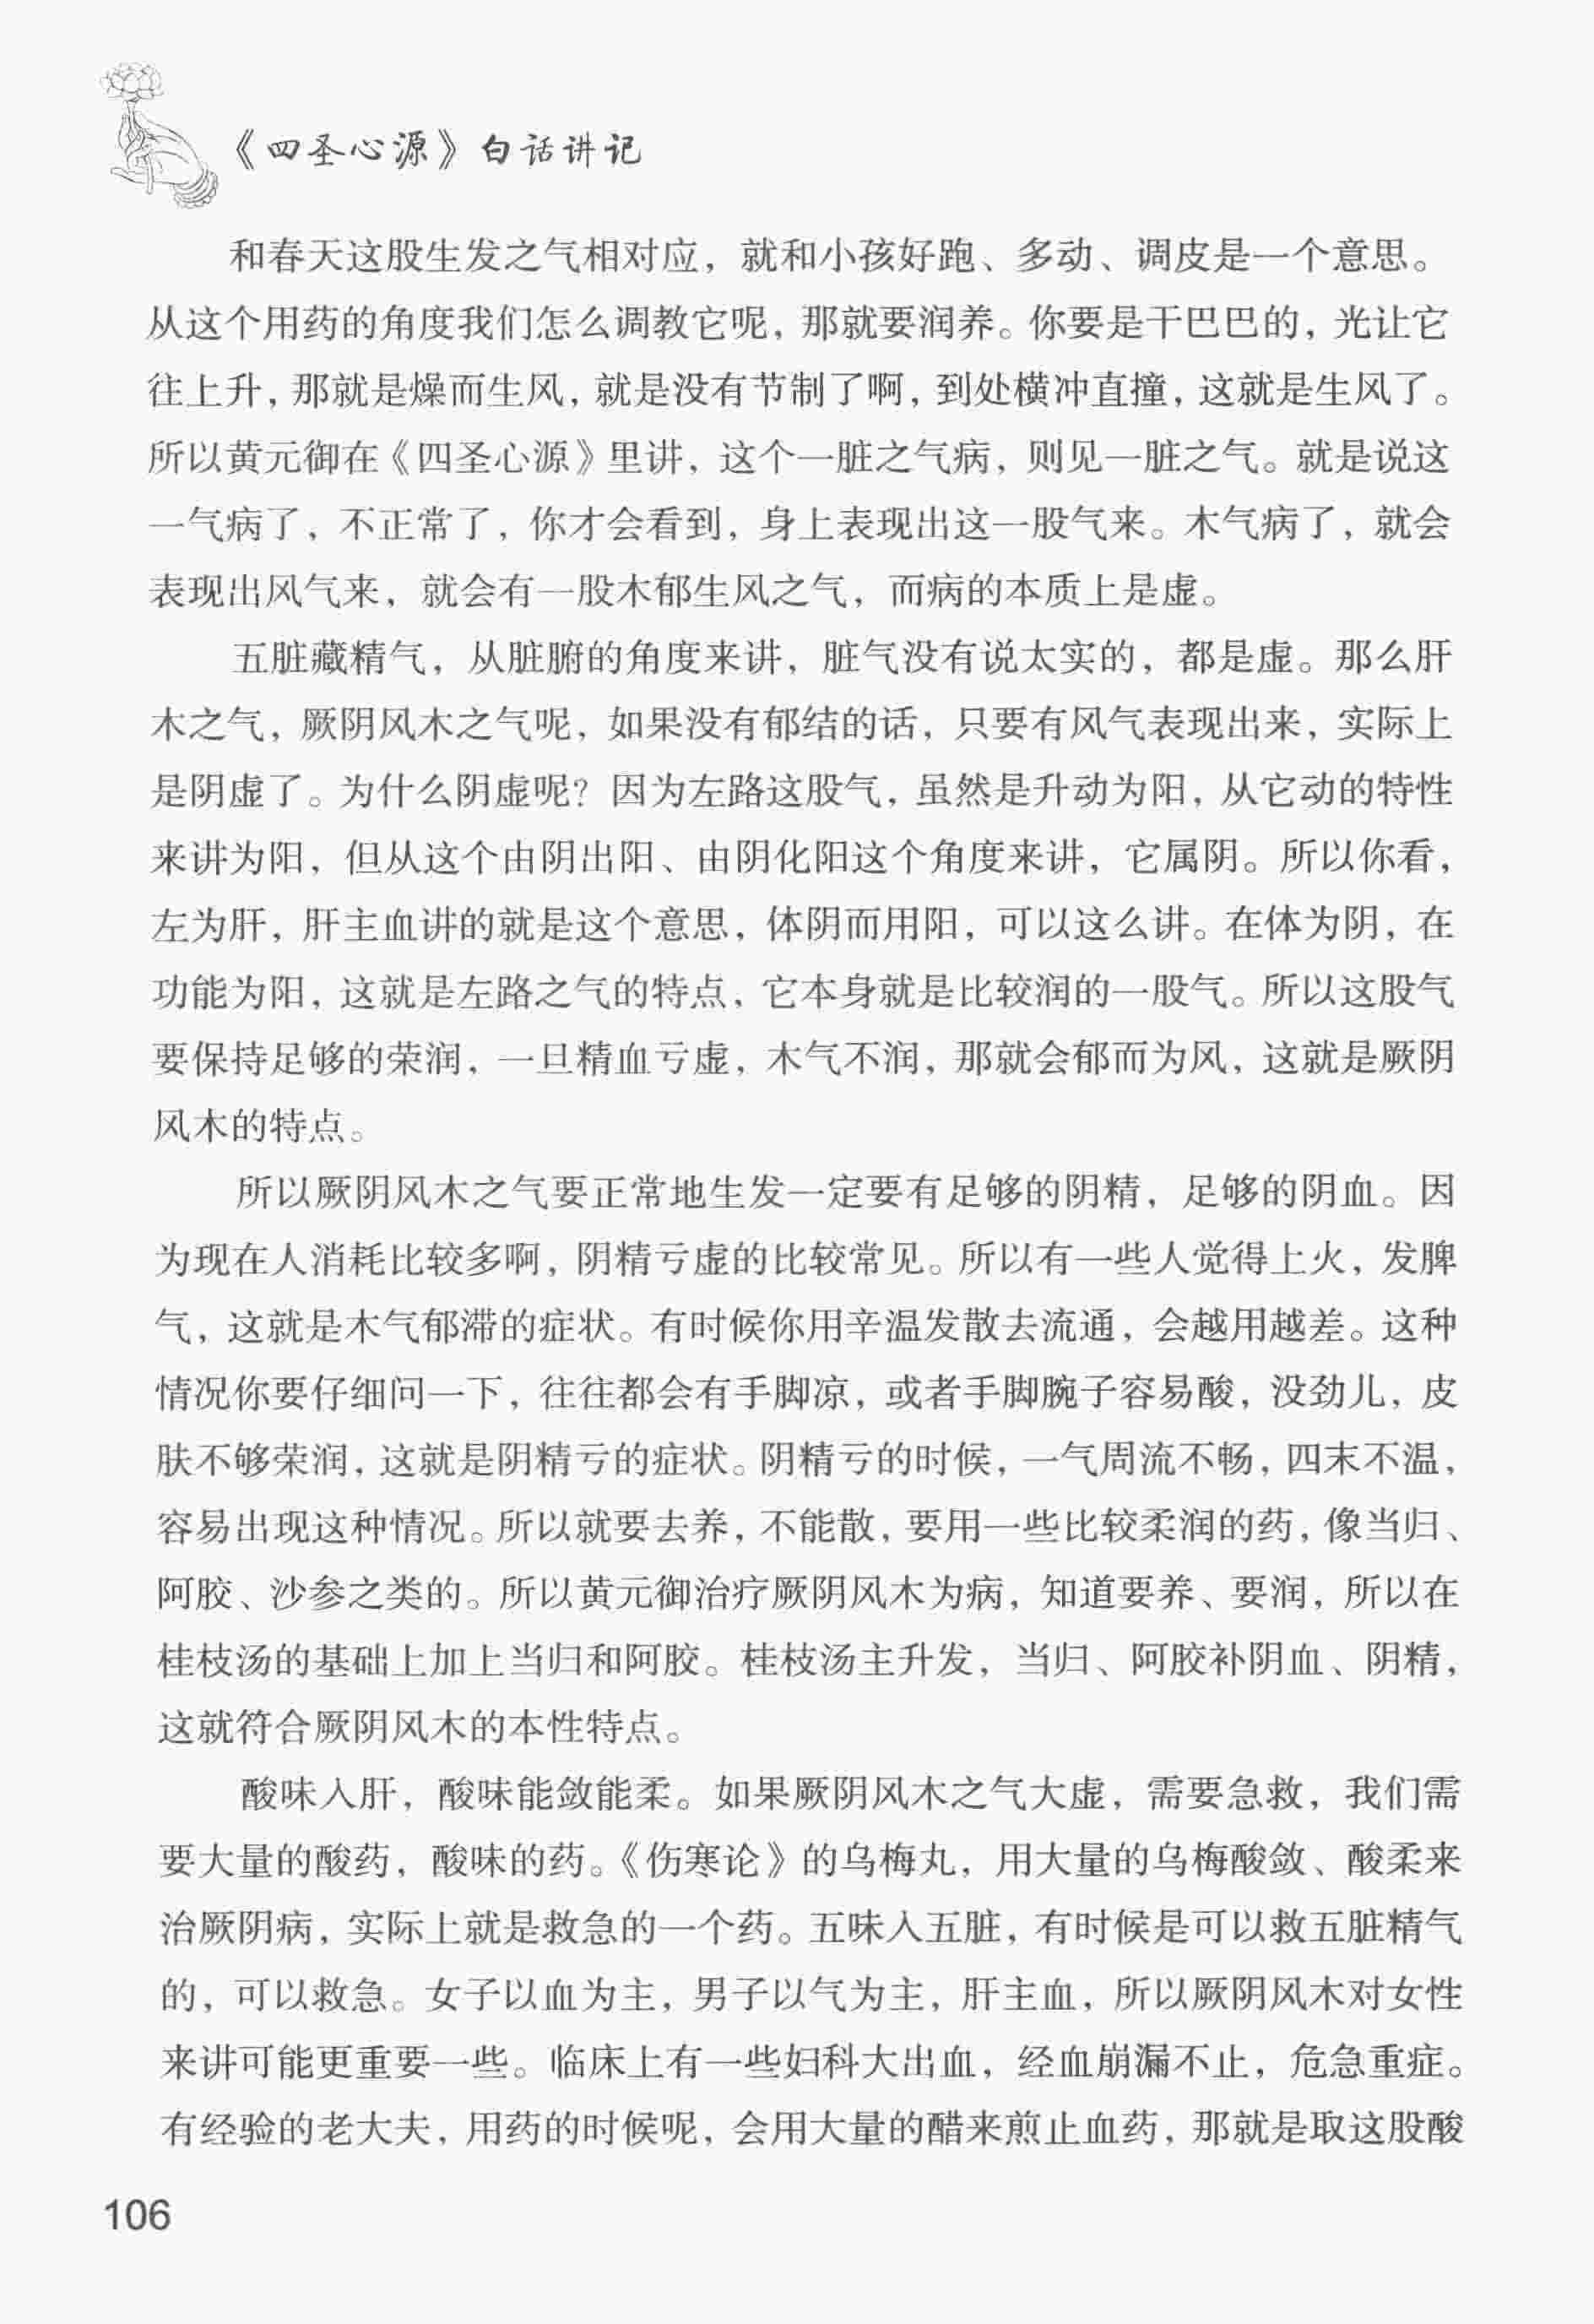 《四圣心源》白话讲记
和春天这股生发之气相对应，就和小孩好跑、多动、调皮是一个意思。
从这个用药的角度我们怎么调教它呢，那就要润养。你要是干巴巴的，光让它
往上升，那就是燥而生风，就是没有节制了啊，到处横冲直撞，这就是生风了。
所以黄元御在《四圣心源》里讲，这个一脏之气病，则见一脏之气。就是说这
一气病了，不正常了，你才会看到，身上表现出这一股气来。木气病了，就会
表现出风气来，就会有一股木郁生风之气，而病的本质上是虚。
五脏藏精气，从脏腑的角度来讲，脏气没有说太实的，都是虚。那么肝
木之气，厥阴风木之气呢，如果没有郁结的话，只要有风气表现出来，实际上
是阴虚了。为什么阴虚呢？因为左路这股气，虽然是升动为阳，从它动的特性
来讲为阳，但从这个由阴出阳、由阴化阳这个角度来讲，它属阴。所以你看，
左为肝，肝主血讲的就是这个意思，体阴而用阳，可以这么讲。在体为阴，在
功能为阳，这就是左路之气的特点，它本身就是比较润的一股气。所以这股气
要保持足够的荣润，一旦精血亏虚，木气不润，那就会郁而为风，这就是厥阴
风木的特点。
所以厥阴风木之气要正常地生发一定要有足够的阴精，足够的阴血。因
为现在人消耗比较多啊，阴精亏虚的比较常见。所以有一些人觉得上火，发脾
气，这就是木气郁滞的症状。有时候你用辛温发散去流通，会越用越差。这种
情况你要仔细问一下，往往都会有手脚凉，或者手脚腕子容易酸，没劲儿，皮
肤不够荣润，这就是阴精亏的症状。阴精亏的时候，一气周流不畅，四末不温，
容易出现这种情况。所以就要去养，不能散，要用一些比较柔润的药，像当归、
阿胶、沙参之类的。所以黄元御治疗厥阴风木为病，知道要养、要润，所以在
桂枝汤的基础上加上当归和阿胶。桂枝汤主升发，当归、阿胶补阴血、阴精，
这就符合厥阴风木的本性特点。
酸味入肝，酸味能敛能柔。如果厥阴风木之气大虚，需要急救，我们需
要大量的酸药，酸味的药。《伤寒论》的乌梅丸，用大量的乌梅酸敛、酸柔来
治厥阴病，实际上就是救急的一个药。五味入五脏，有时候是可以救五脏精气
的，可以救急。女子以血为主，男子以气为主，肝主血，所以厥阴风木对女性
来讲可能更重要一些。临床上有一些妇科大出血，经血崩漏不止，危急重症。
有经验的老大夫，用药的时候呢，会用大量的醋来煎止血药，那就是取这股酸
106